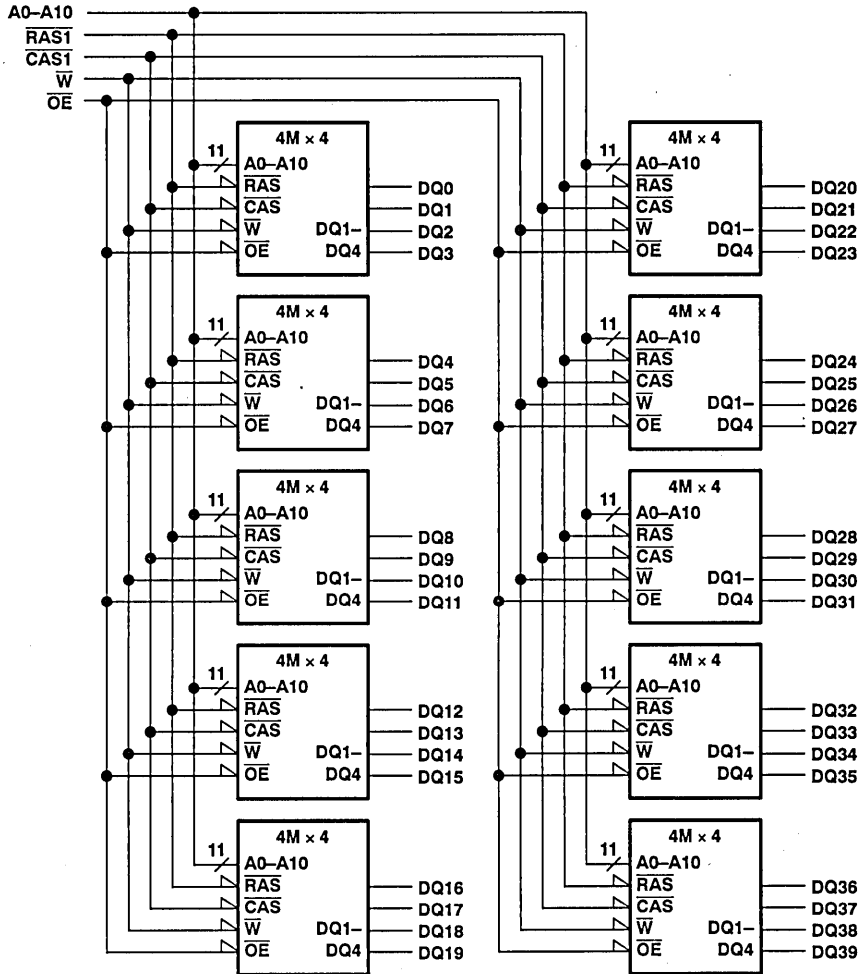 A0–A10
RAS1
CAS1
W
OE
4M × 4
11
A0–A10
RAS
CAS
W
OE
DQ1–
DQ4
DQ0
DQ1
DQ2
DQ3
4M × 4
11
A0–A10
RAS
CAS
W
OE
DQ1–
DQ4
DQ20
DQ21
DQ22
DQ23
4M × 4
11
A0–A10
RAS
CAS
W
OE
DQ1–
DQ4
DQ4
DQ5
DQ6
DQ7
4M × 4
11
A0–A10
RAS
CAS
W
OE
DQ1–
DQ4
DQ24
DQ25
DQ26
DQ27
4M × 4
11
A0–A10
RAS
CAS
W
OE
DQ1–
DQ4
DQ8
DQ9
DQ10
DQ11
4M × 4
11
A0–A10
RAS
CAS
W
OE
DQ1–
DQ4
DQ28
DQ29
DQ30
DQ31
4M × 4
11
A0–A10
RAS
CAS
W
OE
DQ1–
DQ4
DQ12
DQ13
DQ14
DQ15
4M × 4
11
A0–A10
RAS
CAS
W
OE
DQ1–
DQ4
DQ32
DQ33
DQ34
DQ35
4M × 4
11
A0–A10
RAS
CAS
W
OE
DQ1–
DQ4
DQ16
DQ17
DQ18
DQ19
4M × 4
11
A0–A10
RAS
CAS
W
OE
DQ1–
DQ4
DQ36
DQ37
DQ38
DQ39